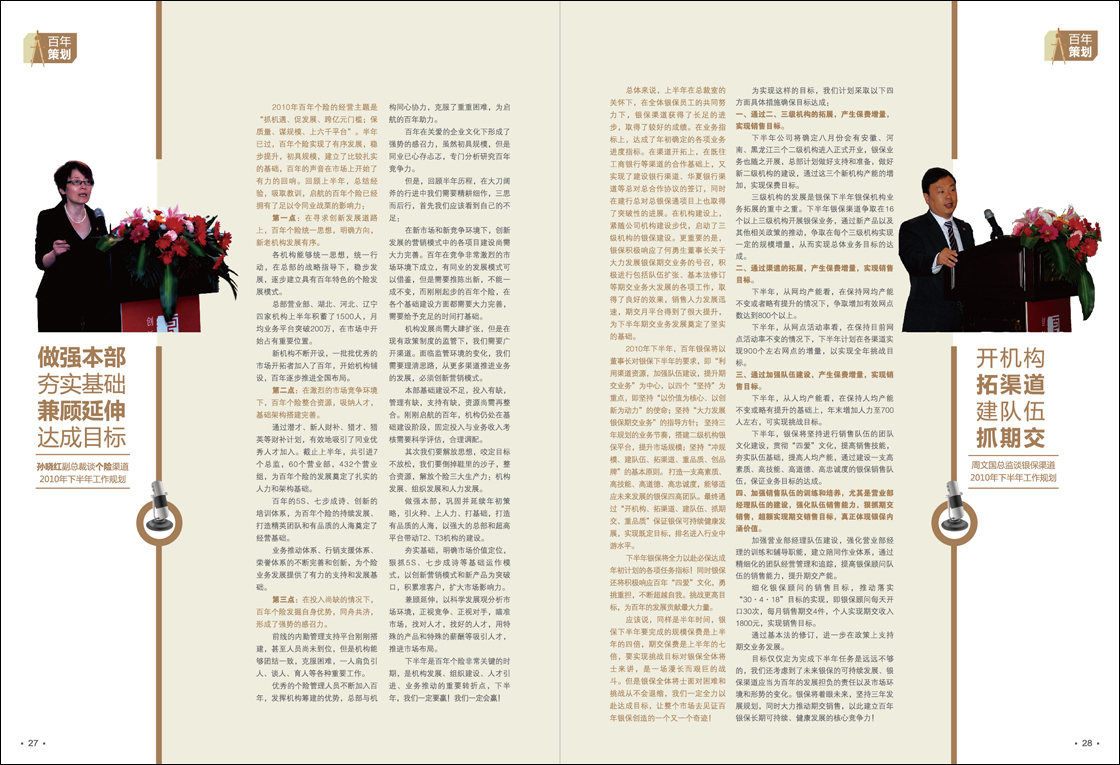 百年
策划
做强本部
夯实基础
兼顾延伸
达成目标
孙晓红副总裁谈个险渠道
2010年下半年工作规划
2010年百年个险的经营主题是
“抓机遇、促发展、跨亿元门槛；保
质量、谋规模、上六千平台”。半年
已过，百年个险实现了有序发展，稳
步提升，初具规模，建立了比较扎实
的基础，百年的声音在市场上开始了
有力的回响。回顾上半年，总结经
验，吸取教训，启航的百年个险已经
拥有了足以令同业战栗的影响力；
第一点：在寻求创新发展道路
上，百年个险统一思想，明确方向，
新老机构发展有序。
各机构能够统一思想，统一行
动，在总部的战略指导下，稳步发
展，逐步建立具有百年特色的个险发
展模式。
总部营业部、湖北、河北、辽宁
四家机构上半年积蓄了1500人，月
均业务平台突破200万，在市场中开
始占有重要位置。
新机构不断开设，一批批优秀的
市场开拓者加入了百年，开始机构铺
设，百年逐步推进全国布局。
第二点：在激烈的市场竞争环境
下，百年个险整合资源，吸纳人才，
基础架构搭建完善。
通过潜才、新人财补、猎才、猎
英等财补计划，有效地吸引了同业优
秀人才加入。截止上半年，共引进7
个总监，60个营业部，432个营业
组，为百年个险的发展奠定了扎实的
人力和架构基础。
百年的5S、七步成诗、创新的
培训体系，为百年个险的持续发展、
打造精英团队和有品质的人海奠定了
经营基础。
业务推动体系、行销支援体系、
荣誉体系的不断完善和创新，为个险
业务发展提供了有力的支持和发展基
础。
第三点：在投入尚缺的情况下，
百年个险发掘自身优势，同舟共济，
形成了强势的感召力。
前线的内勤管理支持平台刚刚搭
建，甚至人员尚未到位，但是机构能
够团结一致，克服困难，一人肩负引
人、谈人、育人等各种重要工作。
优秀的个险管理人员不断加入百
年，发挥机构筹建的优势，总部与机
构同心协力，克服了重重困难，为启
航的百年助力。
百年在关爱的企业文化下形成了
强势的感召力，虽然初具规模，但是
同业已心存忐忑，专门分析研究百年
竞争力。
但是，回顾半年历程，在大刀阔
斧的行进中我们需要精耕细作，三思
而后行，首先我们应该看到自己的不
足；
在新市场和新竞争环境下，创新
发展的营销模式中的各项目建设尚需
大力完善。百年在竞争非常激烈的市
场环境下成立，有同业的发展模式可
以借鉴，但是需要推陈出新，不能一
成不变，而刚刚起步的百年个险，在
各个基础建设方面都需要大力完善，
需要给予充足的时间打基础。
机构发展尚需大肆扩张，但是在
现有政策制度的监管下，我们需要广
开渠道。面临监管环境的变化，我们
需要理清思路，从更多渠道推进业务
的发展，必须创新营销模式。
本部基础建设不足，投入有缺，
管理有缺，支持有缺，资源尚需再整
合。刚刚启航的百年，机构仍处在基
础建设阶段，固定投入与业务收入考
核需要科学评估，合理调配。
其次我们要解放思想，咬定目标
不放松，我们要倒掉鞋里的沙子，整
合资源，解放个险三大生产力；机构
发展、组织发展和人力发展。
做强本部，巩固并延续年初策
略，引火种、上人力、打基础，打造
有品质的人海，以强大的总部和超高
平台带动T2、T3机构的建设。
夯实基础，明确市场价值定位，
狠抓5S、七步成诗等基础运作模
式，以创新营销模式和新产品为突破
口，积累准客户，扩大市场影响力。
兼顾延伸，以科学发展观分析市
场环境，正视竞争、正视对手，瞄准
市场，找对人才，找好的人才，用特
殊的产品和特殊的薪酬等吸引人才，
推进市场布局。
下半年是百年个险非常关键的时
期，是机构发展、组织建设、人才引
进、业务推动的重要转折点，下半
年，我们一定要赢！我们一定会赢！
27
百年
策划
总体来说，上半年在总裁室的
关怀下，在全体银保员工的共同努
力下，银保渠道获得了长足的进
步，取得了较好的成绩。在业务指
标上，达成了年初确定的各项业务
进度指标。在渠道开拓上，在既往
工商银行等渠道的合作基础上，又
实现了建设银行渠道、华夏银行渠
道等总对总合作协议的签订，同时
在建行总对总银保通项目上也取得
了突破性的进展。在机构建设上，
紧随公司机构建设步伐，启动了三
级机构的银保建设。更重要的是，
银保积极响应了何勇生董事长关于
大力发展银保期交业务的号召，积
极进行包括队伍扩张、基本法修订
等期交业务大发展的各项工作，取
得了良好的效果，销售人力发展迅
速，期交月平台得到了很大提升，
为下半年期交业务发展奠定了坚实
的基础。
2010年下半年，百年银保将以
董事长对银保下半年的要求，即“利
用渠道资源，加强队伍建设，提升期
交业务”为中心，以四个“坚持”为
重点，即坚持“以价值为核心、以创
新为动力”的使命；坚持“大力发展
银保期交业务”的指导方针；坚持三
年规划的业务节奏，搭建二级机构银
保平台，提升市场规模；坚持“冲规
模、建队伍、拓渠道、重品质、创品
牌”的基本原则。打造一支高素质、
高技能、高道德、高忠诚度，能够适
应未来发展的银保四高团队。最终通
过“开机构、拓渠道、建队伍、抓期
交、重品质”保证银保可持续健康发
展，实现既定目标，排名进入行业中
游水平。
下半年银保将全力以赴必保达成
年初计划的各项任务指标！同时银保
还将积极响应百年“四爱”文化，勇
挑重担，不断超越自我，挑战更高目
标，为百年的发展贡献最大力量。
应该说，同样是半年时间，银
保下半年要完成的规模保费是上半
年的四倍，期交保费是上半年的七
倍，要实现挑战目标对银保全体将
士来讲，是一场漫长而艰巨的战
斗。但是银保全体将士面对困难和
挑战从不会退缩，我们一定全力以
赴达成目标，让整个市场去见证百
年银保创造的一个又一个奇迹！
为实现这样的目标，我们计划采取以下四
方面具体措施确保目标达成；
一、通过二、三级机构的拓展，产生保费增量，
实现销售目标。
下半年公司将确定八月份会有安徽、河
南、黑龙江三个二级机构进入正式开业，银保业
务也随之开展，总部计划做好支持和准备，做好
新二级机构的建设，通过这三个新机构产能的增
加，实现保费目标。
三级机构的发展是银保下半年银保机构业
务拓展的重中之重。下半年银保渠道争取在16
个以上三级机构开展银保业务，通过新产品以及
其他相关政策的推动，争取在每个三级机构实现
一定的规模增量，从而实现总体业务目标的达
成。
二、通过渠道的拓展，产生保费增量，实现销售
目标。
下半年，从网均产能看，在保持网均产能
不变或者略有提升的情况下，争取增加有效网点
数达到800个以上。
下半年，从网点活动率看，在保持目前网
点活动率不变的情况下，下半年计划在各渠道实
现900个左右网点的增量，以实现全年挑战目
标。
三、通过加强队伍建设，产生保费增量，实现销
售目标。
下半年，从人均产能看，在保持人均产能
不变或略有提升的基础上，年末增加人力至700
人左右，可实现挑战目标。
下半年，银保将坚持进行销售队伍的团队
文化建设，贯彻“四爱”文化，提高销售技能，
夯实队伍基础，提高人均产能，通过建设一支高
素质、高技能、高道德、高忠诚度的银保销售队
伍，保证业务目标的达成。
四、加强销售队伍的训练和培养，尤其是营业部
经理队伍的建设，强化队伍销售能力，狠抓期交
销售，超额实现期交销售目标，真正体现银保内
涵价值。
加强营业部经理队伍建设，强化营业部经
理的训练和辅导职能，建立陪同作业体系，通过
精细化的团队经营管理和追踪，提高银保顾问队
伍的销售能力，提升期交产能。
细化银保顾问的销售目标，推动落实
“30·4·18”目标的实现，即银保顾问每天开
口30次，每月销售期交4件，个人实现期交收入
1800元，实现销售目标。
通过基本法的修订，进一步在政策上支持
期交业务发展。
目标仅仅定为完成下半年任务是远远不够
的，我们还考虑到了未来银保的可持续发展、银
保渠道应当为百年的发展担负的责任以及市场环
境和形势的变化。银保将着眼未来，坚持三年发
展规划，同时大力推动期交销售，以此建立百年
银保长期可持续、健康发展的核心竞争力！
开机构
拓渠道
建队伍
抓期交
周文国总监谈银保渠道
2010年下半年工作规划
28